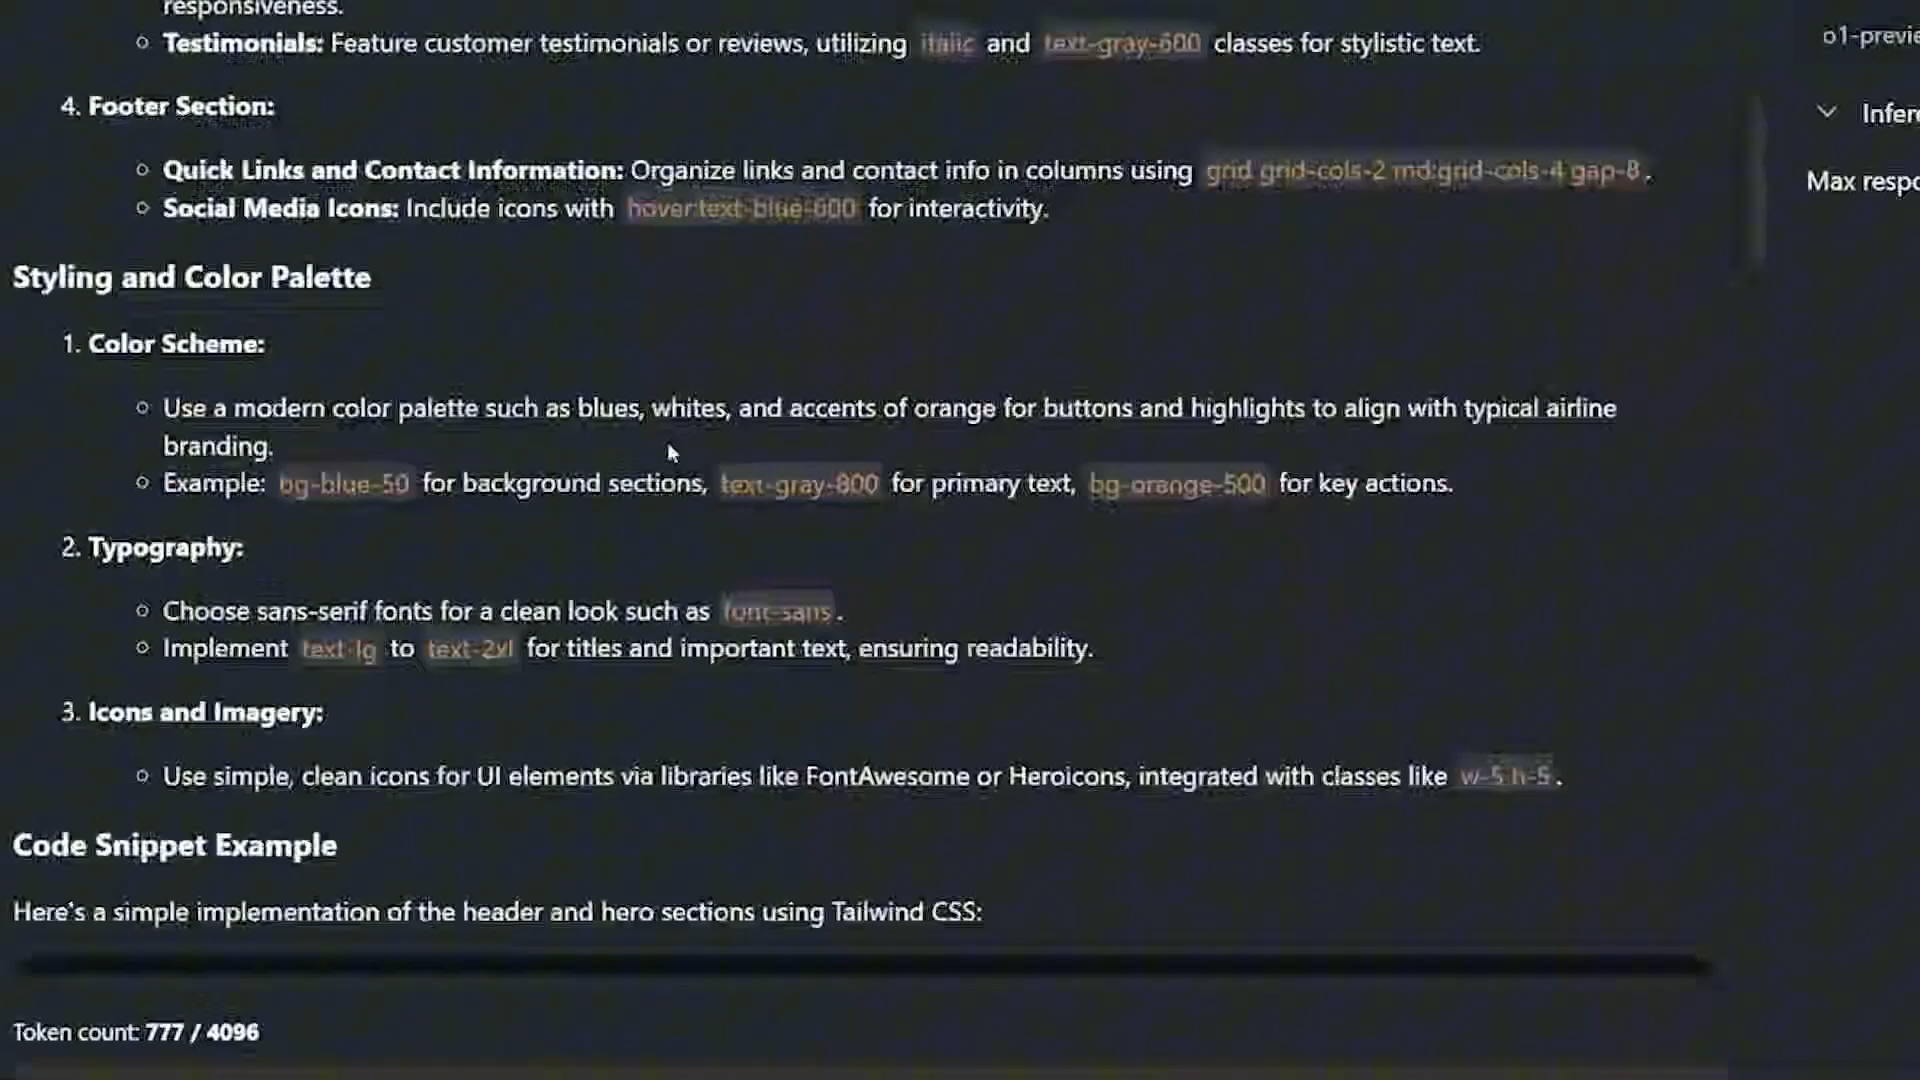 responsiveness.
Testimonials: Feature customer testimonials or reviews, utilizing italic and text-gray-600 classes for stylistic text.
o1-previe
4. Footer Section:
Infere
Quick Links and Contact Information: Organize links and contact info in columns using grid grid-cols-2 md:grid-cols-4 gap-8.
Max respo
Social Media Icons: Include icons with hover:text-blue-600 for interactivity.
Styling and Color Palette
1. Color Scheme:
Use a modern color palette such as blues, whites, and accents of orange for buttons and highlights to align with typical airline
branding.
Example: bg-blue-50 for background sections, text-gray-800 for primary text, bg-orange-500 for key actions.
2. Typography:
Choose sans-serif fonts for a clean look such as font-sans.
Implement text-lg to text-2xl for titles and important text, ensuring readability.
3. Icons and Imagery:
Use simple, clean icons for UI elements via libraries like FontAwesome or Heroicons, integrated with classes like w-5 h-5.
Code Snippet Example
Here's a simple implementation of the header and hero sections using Tailwind CSS:
Token count: 777 / 4096